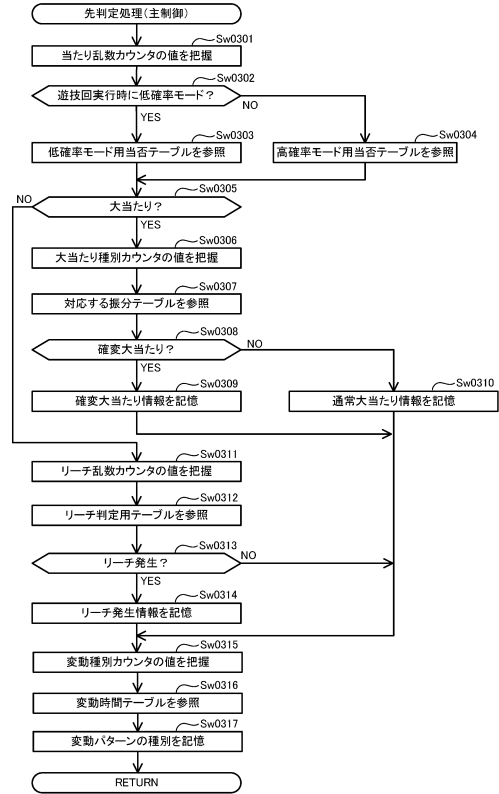 先判定処理(主制御)
Sw0301
当たり乱数カウンタの値を把握
Sw0302
遊技回実行時に低確率モード?
NO
YES
Sw0303
低確率モード用当否テーブルを参照
Sw0304
高確率モード用当否テーブルを参照
Sw0305
NO
大当たり?
YES
Sw0306
大当たり種別カウンタの値を把握
Sw0307
対応する振分テーブルを参照
Sw0308
確変大当たり?
NO
YES
Sw0309
確変大当たり情報を記憶
Sw0310
通常大当たり情報を記憶
Sw0311
リーチ乱数カウンタの値を把握
Sw0312
リーチ判定用テーブルを参照
Sw0313
リーチ発生?
NO
YES
Sw0314
リーチ発生情報を記憶
Sw0315
変動種別カウンタの値を把握
Sw0316
変動時間テーブルを参照
Sw0317
変動パターンの種別を記憶
RETURN